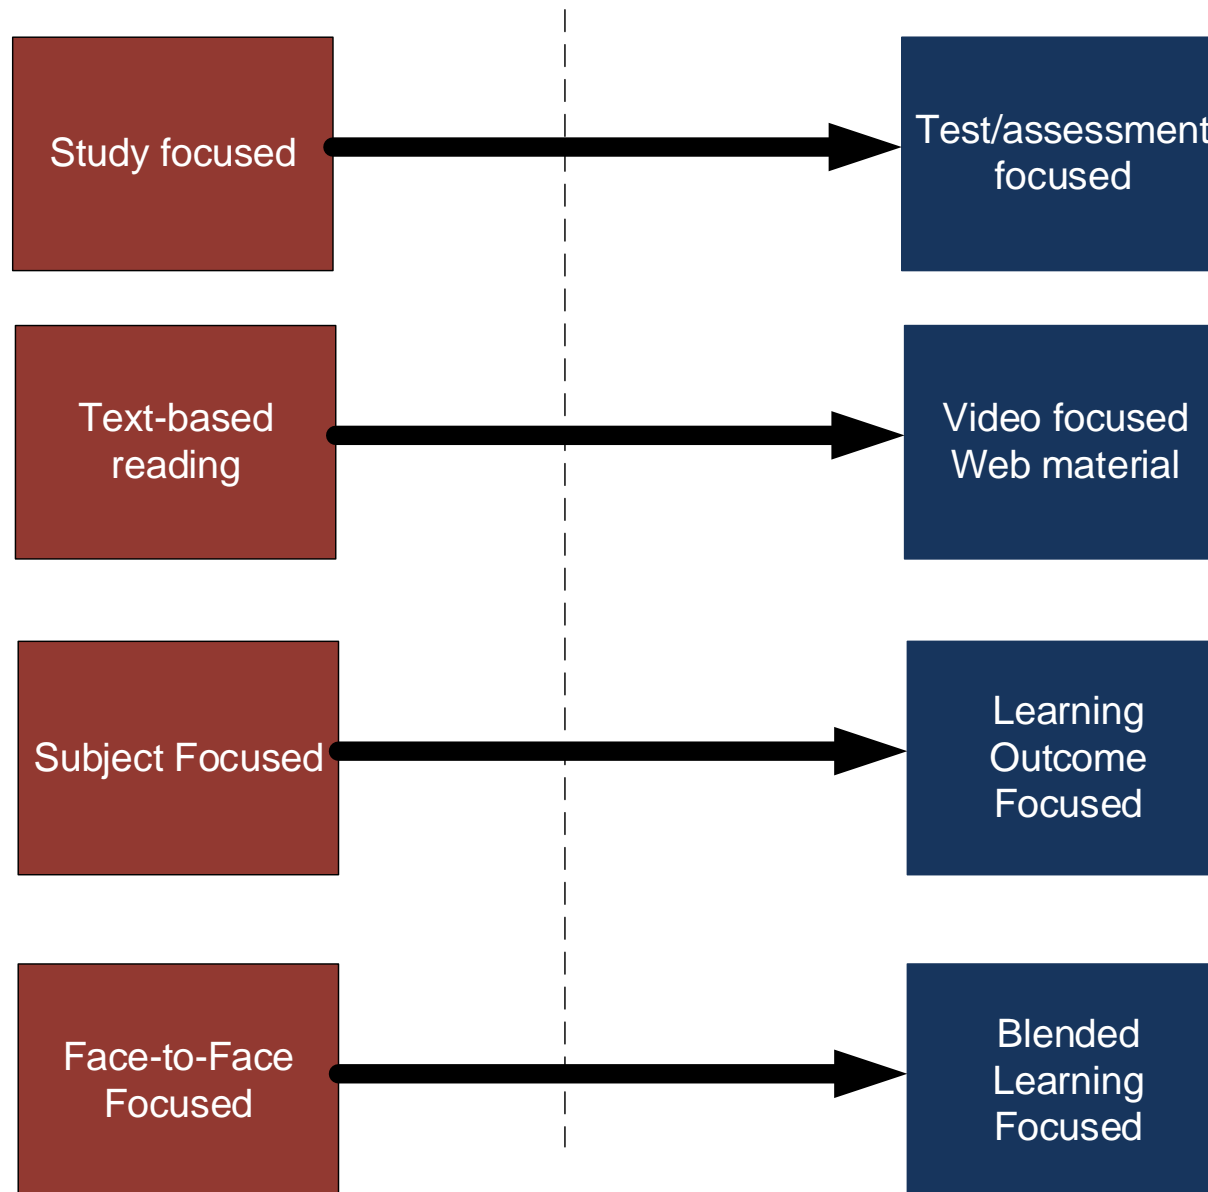 Study focused
Test/assessment
focused
Text-based
reading
Video focused
Web material
Subject Focused
Learning
Outcome
Focused
Face-to-Face
Focused
Blended
Learning
Focused